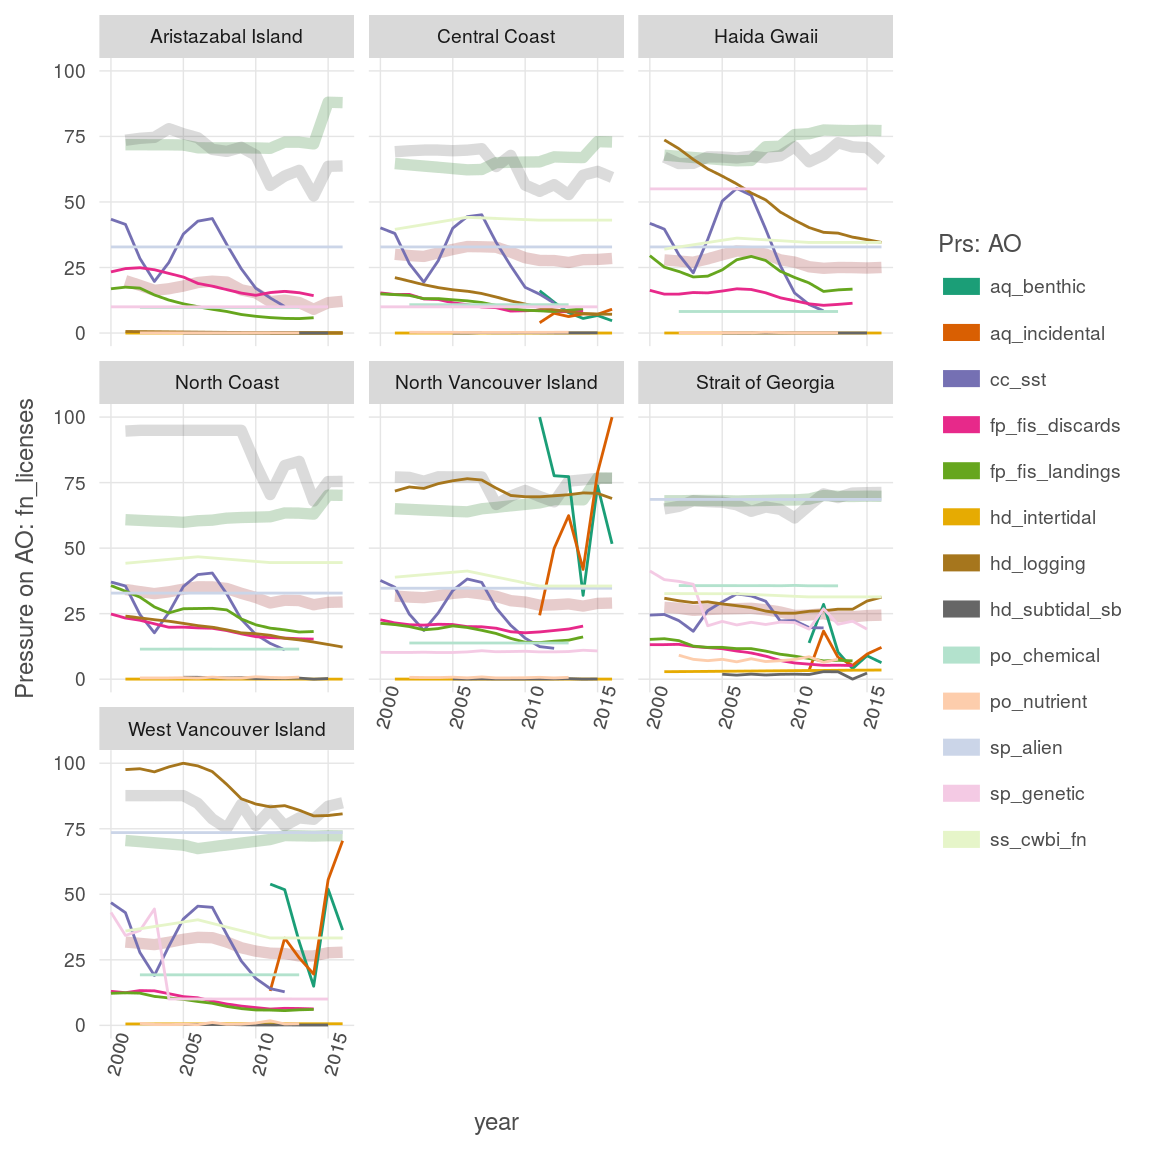 Aristazabal Island
Central Coast
Haida Gwaii
100
75
50
25
0
North Coast
North Vancouver Island
Strait of Georgia
100
75
50
25
0
2000
2005
2010
2015
2000
2005
2010
2015
West Vancouver Island
100
75
50
25
0
2000
2005
2010
2015
year
Pressure on AO: fn_licenses
Prs: AO
aq_benthic
aq_incidental
cc_sst
fp_fis_discards
fp_fis_landings
hd_intertidal
hd_logging
hd_subtidal_sb
po_chemical
po_nutrient
sp_alien
sp_genetic
ss_cwbi_fn